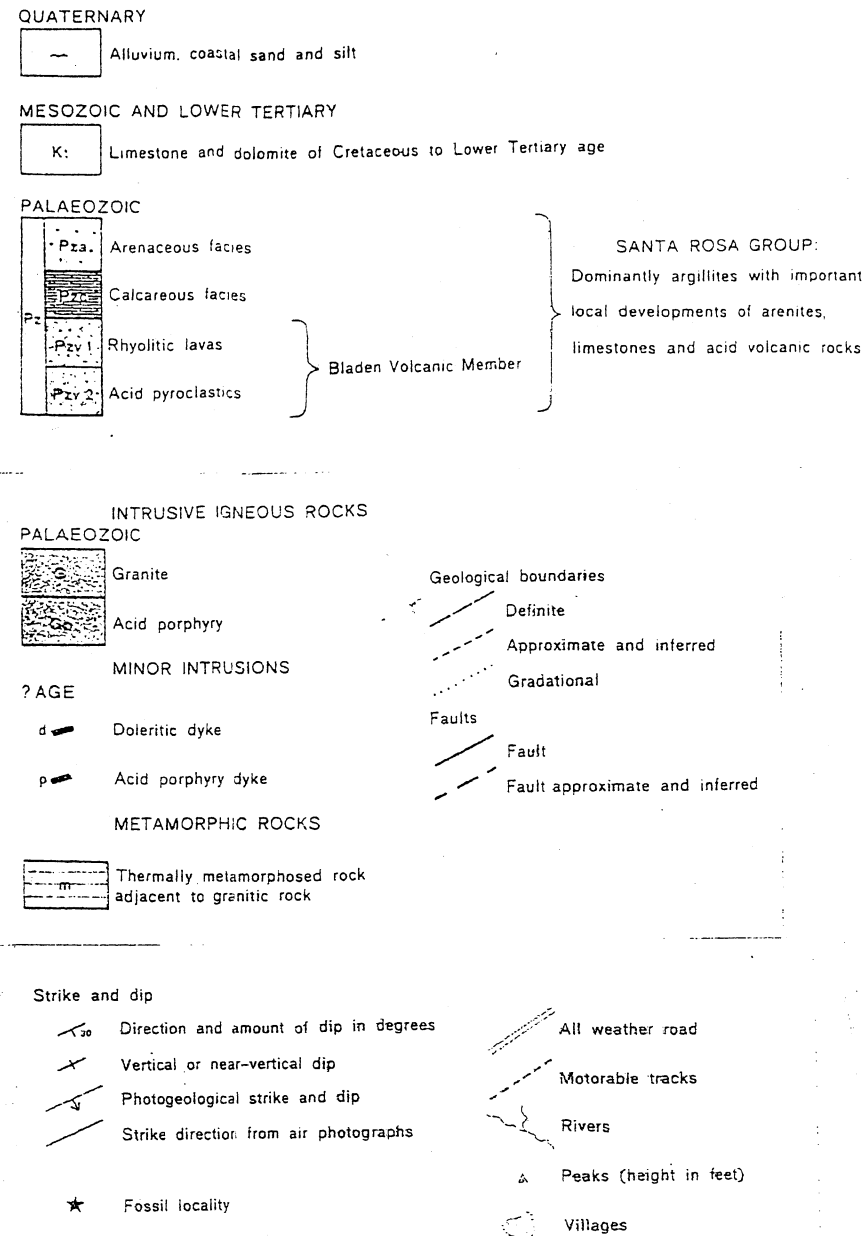 QUATERNARY
~ Alluvium, coastal sand and silt
MESOZOIC AND LOWER TERTIARY
K: Limestone and dolomite of Cretaceous to Lower Tertiary age
PALAEOZOIC
Pz
Pza. Arenaceous facies
Pzc Calcareous facies
Pzv 1 Rhyolitic lavas
Pzv 2 Acid pyroclastics
Bladen Volcanic Member
SANTA ROSA GROUP:
Dominantly argillites with important
local developments of arenites,
limestones and acid volcanic rocks
INTRUSIVE IGNEOUS ROCKS
PALAEOZOIC
G Granite
Acid porphyry
MINOR INTRUSIONS
? AGE
d Doleritic dyke
p Acid porphyry dyke
METAMORPHIC ROCKS
m Thermally metamorphosed rock
adjacent to granitic rock
Geological boundaries
Definite
Approximate and inferred
Gradational
Faults
Fault
Fault approximate and inferred
Strike and dip
30 Direction and amount of dip in degrees
Vertical or near-vertical dip
Photogeological strike and dip
Strike direction from air photographs
Fossil locality
All weather road
Motorable tracks
Rivers
Peaks (height in feet)
Villages